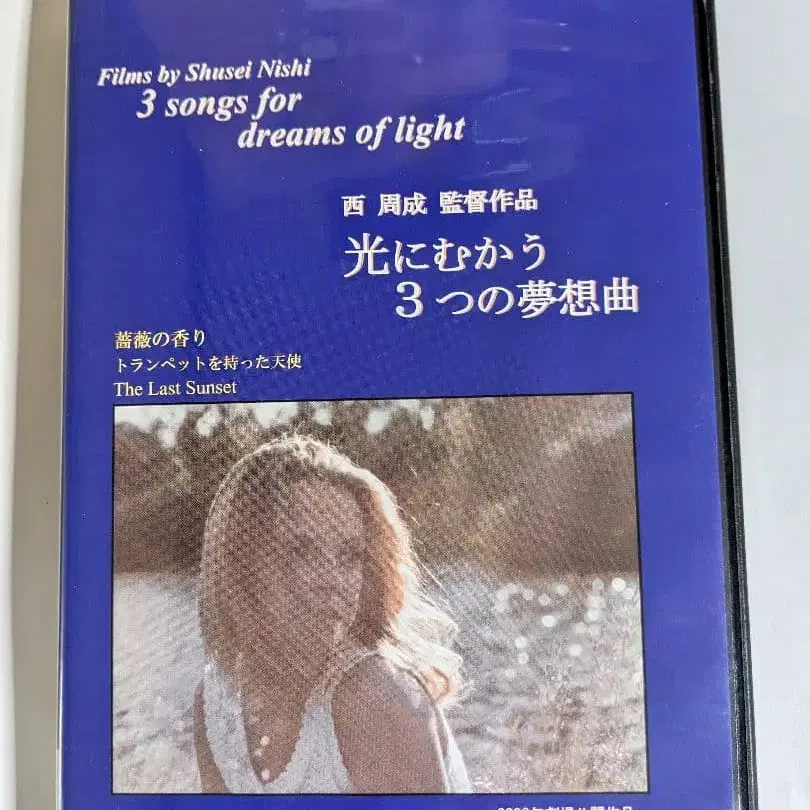 Films by Shusei Nishi
3 songs for
dreams of light
西 周成 監督作品
光にむかう
3つの夢想曲
薔薇の香り
トランペットを持った天使
The Last Sunset